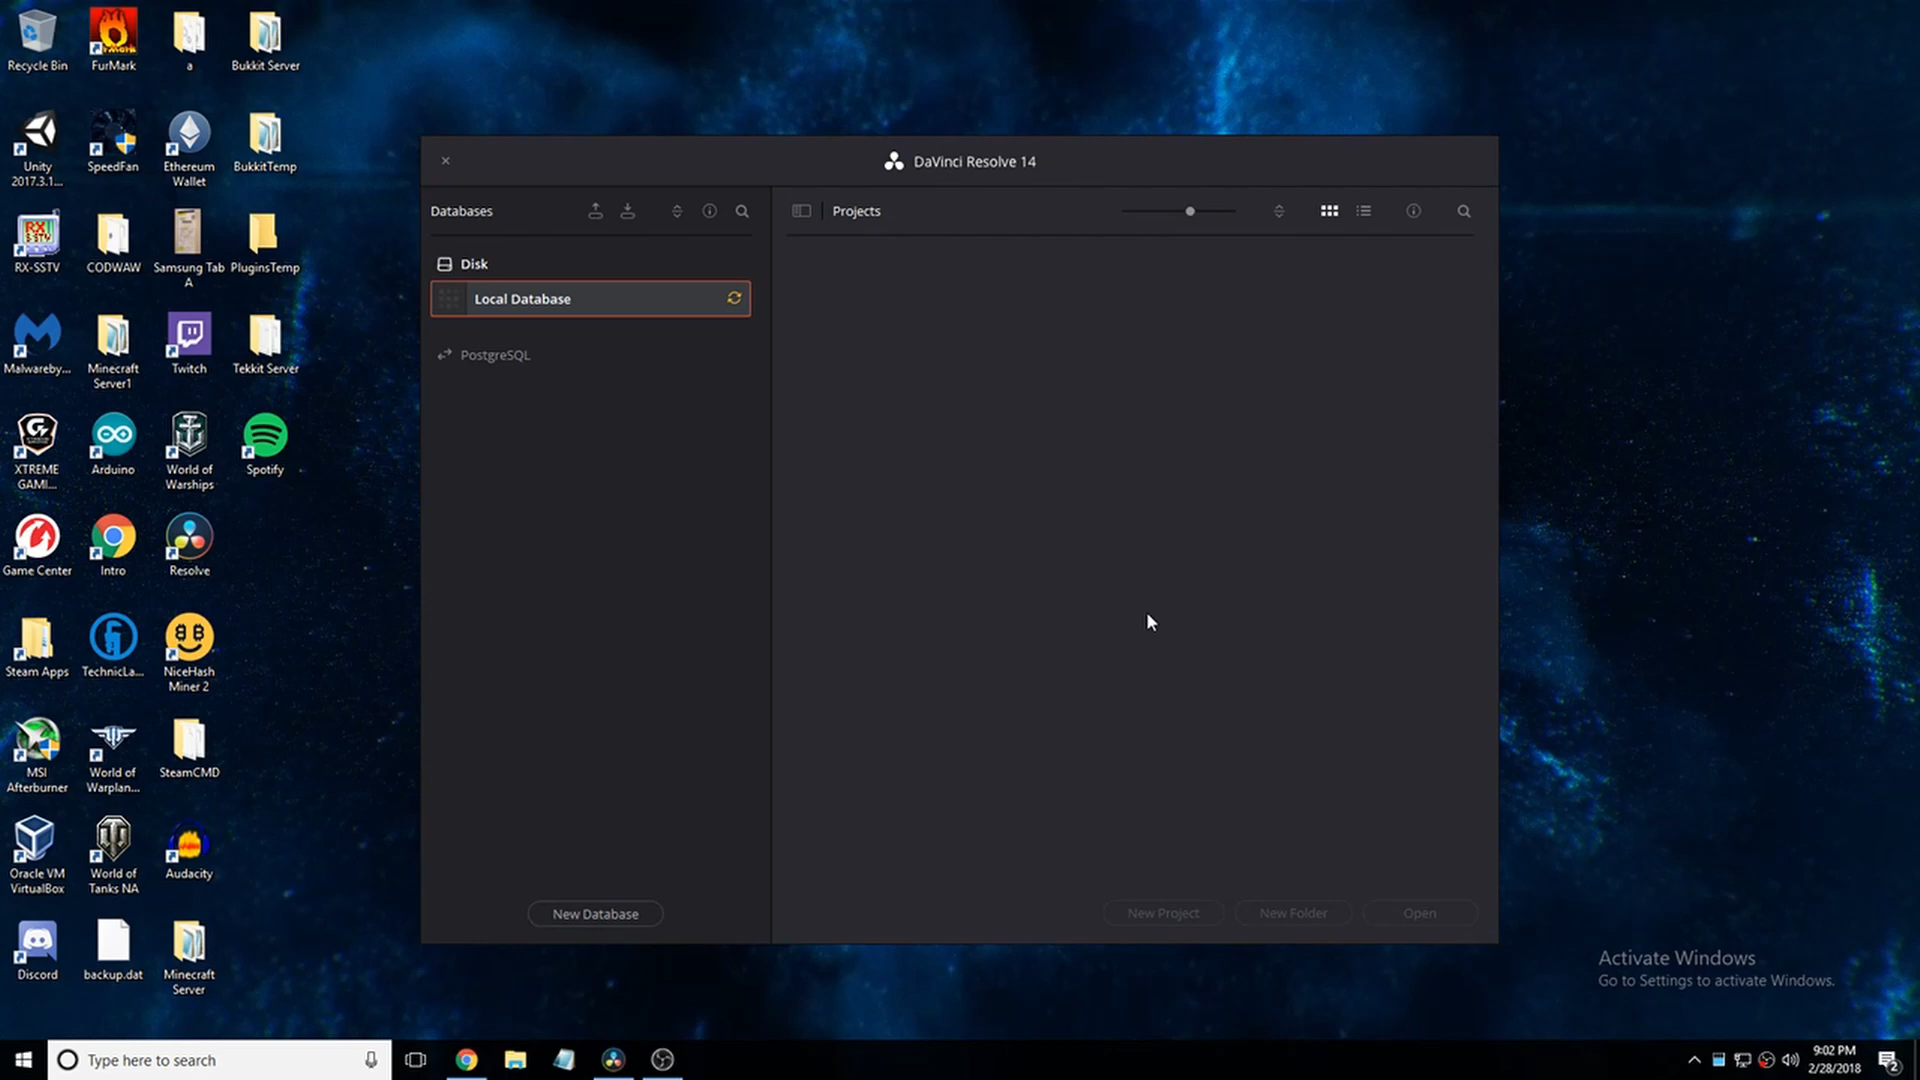 Recycle Bin
FurMark
a
Bukkit Server
Unity
2017.3.1...
SpeedFan
Ethereum
Wallet
BukkitTemp
RX-SSTV
CODWAW
Samsung Tab
A
PluginsTemp
Malwareby...
Minecraft
Server1
Twitch
Tekkit Server
XTREME
GAMI...
Arduino
World of
Warships
Spotify
Game Center
Intro
Resolve
Steam Apps
TechnicLa...
NiceHash
Miner 2
MSI
Afterburner
World of
Warplan...
SteamCMD
Oracle VM
VirtualBox
World of
Tanks NA
Audacity
Discord
backup.dat
Minecraft
Server
DaVinci Resolve 14
Databases
Projects
Disk
Local Database
PostgreSQL
New Database
New Project
New Folder
Open
Activate Windows
Go to Settings to activate Windows.
Type here to search
9:02 PM
2/28/2018
2